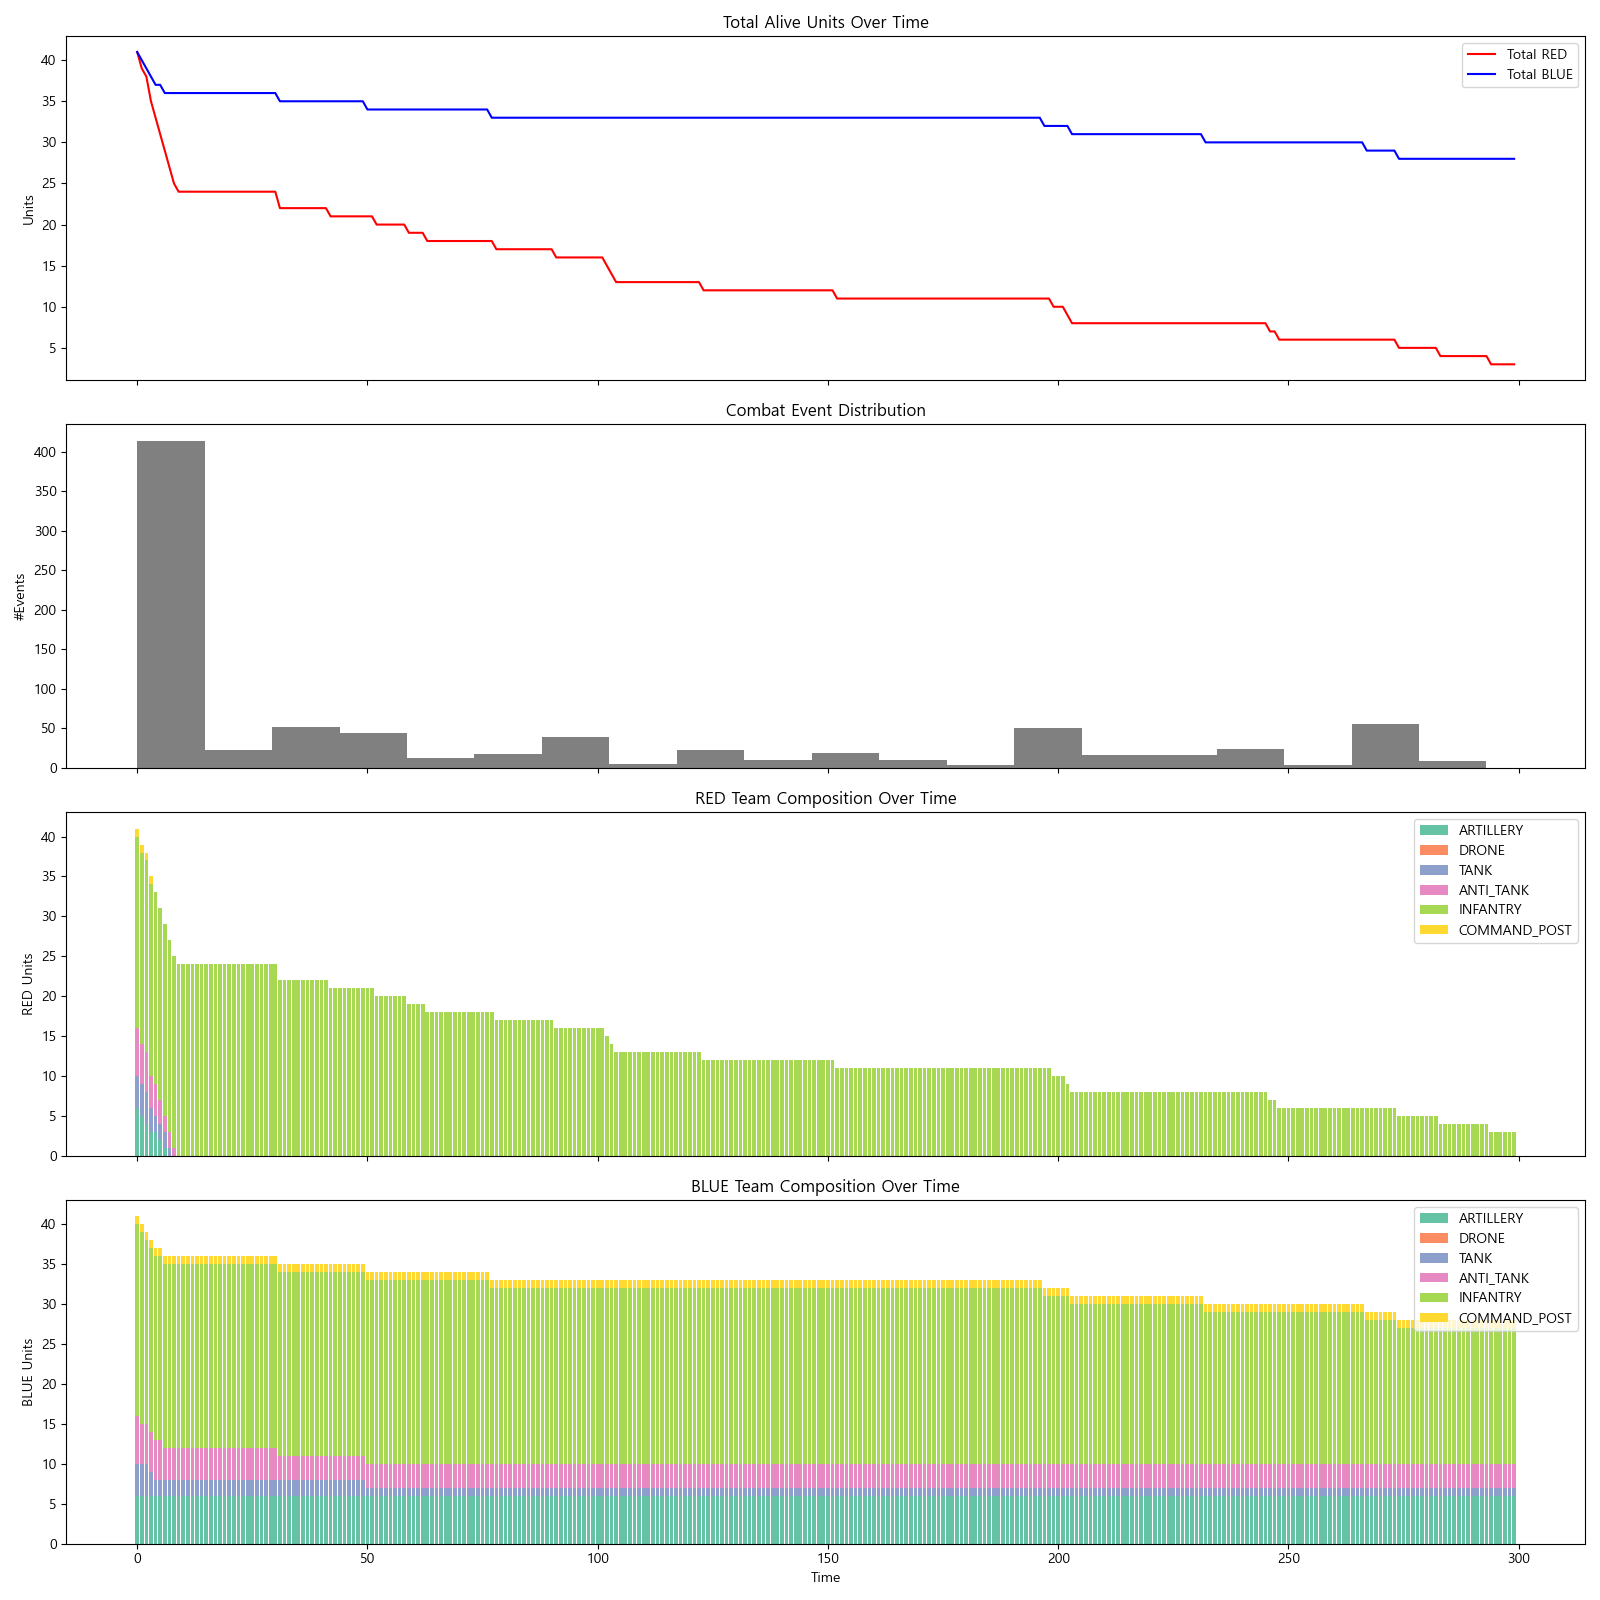 Total Alive Units Over Time
Units
40
35
30
25
20
15
10
5
Total RED
Total BLUE
Combat Event Distribution
#Events
400
350
300
250
200
150
100
50
0
RED Team Composition Over Time
RED Units
40
35
30
25
20
15
10
5
0
ARTILLERY
DRONE
TANK
ANTI_TANK
INFANTRY
COMMAND_POST
BLUE Team Composition Over Time
BLUE Units
40
35
30
25
20
15
10
5
0
ARTILLERY
DRONE
TANK
ANTI_TANK
INFANTRY
COMMAND_POST
0 50 100 150 200 250 300
Time